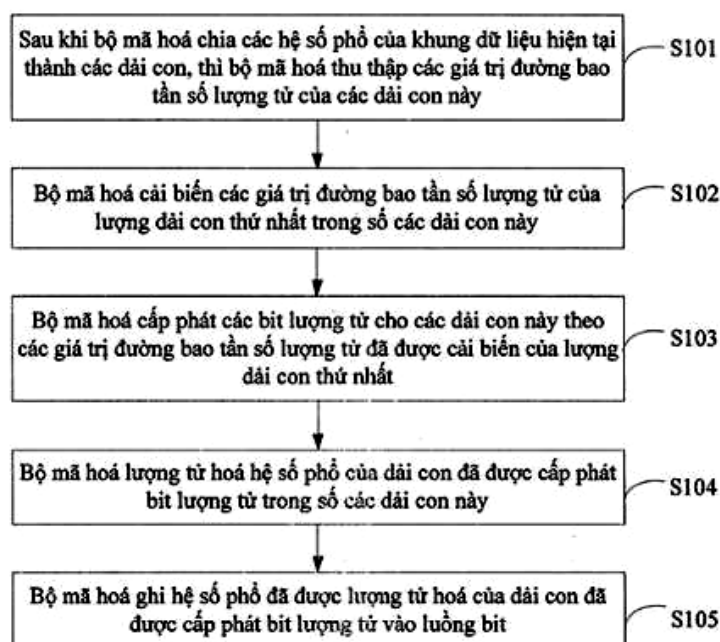 Sau khi bộ mã hoá chia các hệ số phổ của khung dữ liệu hiện tại
thành các dải con, thì bộ mã hoá thu thập các giá trị đường bao
tần số lượng tử của các dải con này
S101
Bộ mã hoá cải biến các giá trị đường bao tần số lượng tử của
lượng dải con thứ nhất trong số các dải con này
S102
Bộ mã hoá cấp phát các bit lượng tử cho các dải con này theo
các giá trị đường bao tần số lượng tử đã được cải biến của lượng
dải con thứ nhất
S103
Bộ mã hoá lượng tử hoá hệ số phổ của dải con đã được cấp phát
bit lượng tử trong số các dải con này
S104
Bộ mã hoá ghi hệ số phổ đã được lượng tử hoá của dải con đã
được cấp phát bit lượng tử vào luồng bit
S105